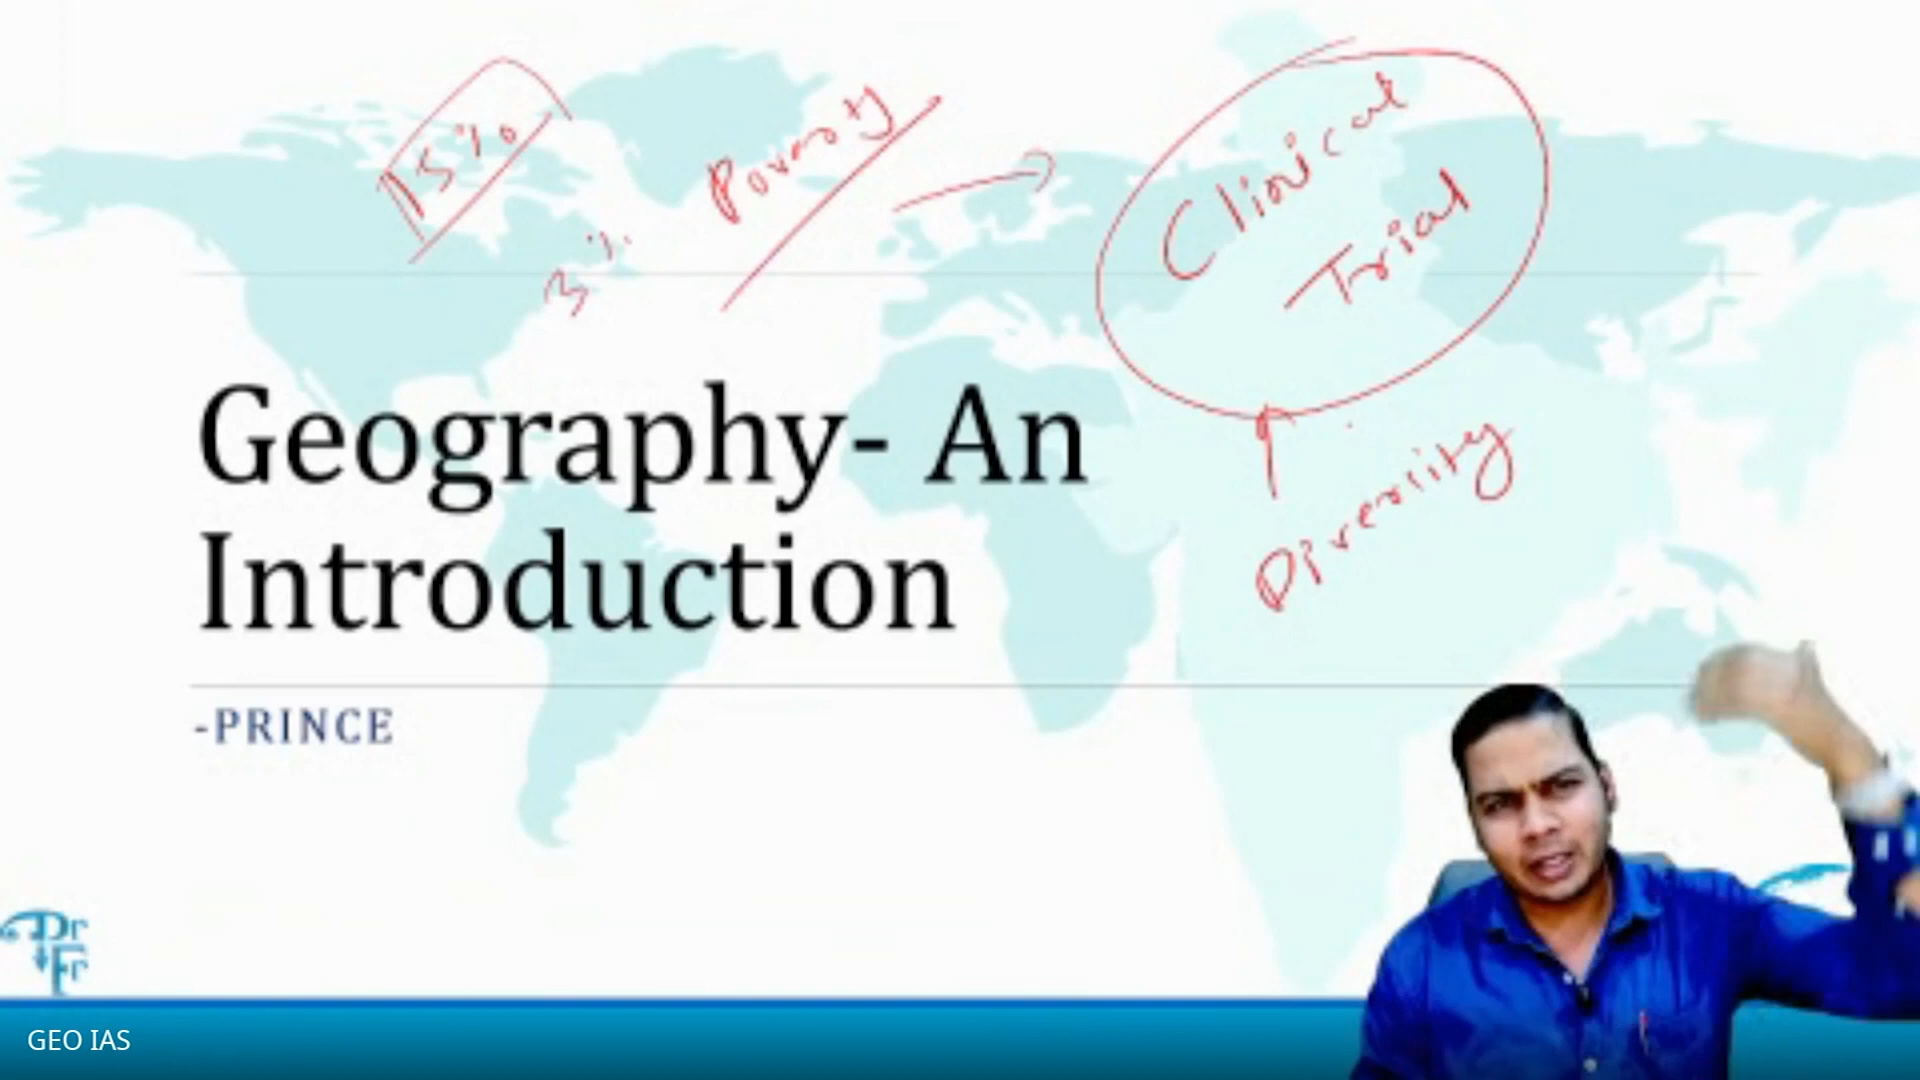 15%
3%
Poverty
Clinical
Trial
Diversity
Geography- An
Introduction
-PRINCE
GEO IAS